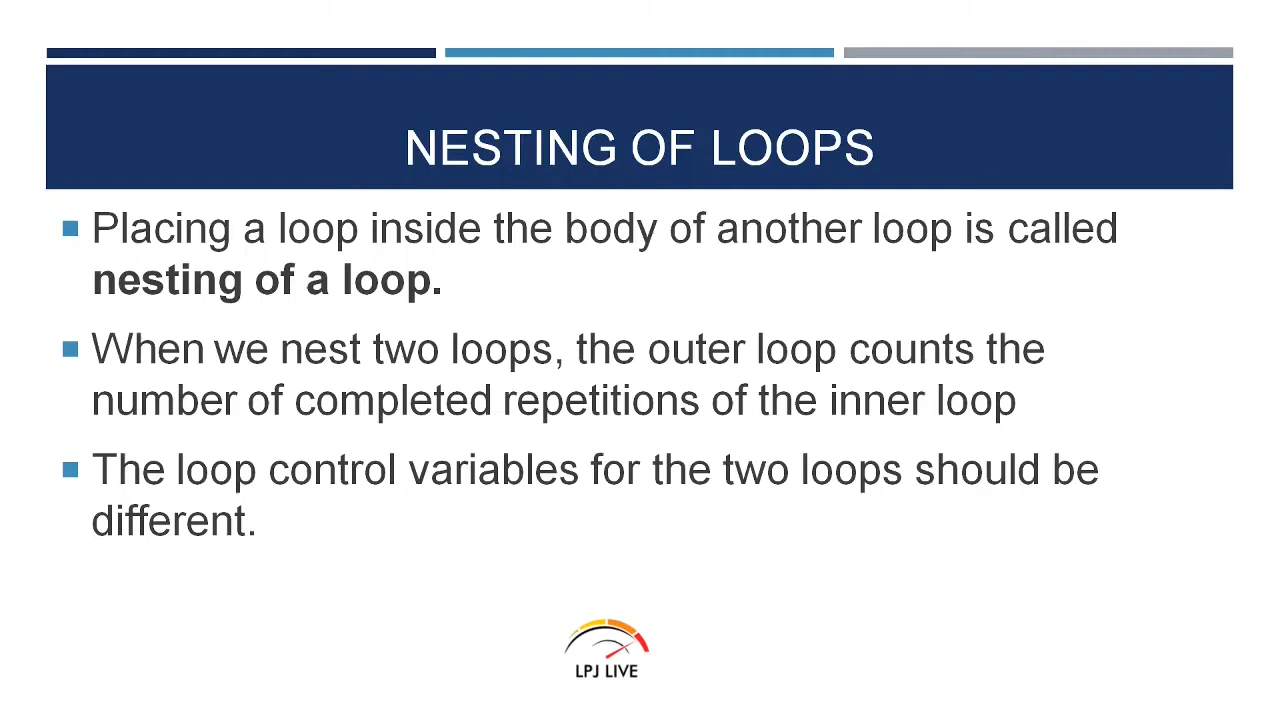 NESTING OF LOOPS
Placing a loop inside the body of another loop is called
nesting of a loop.
When we nest two loops, the outer loop counts the
number of completed repetitions of the inner loop
The loop control variables for the two loops should be
different.
LPJ LIVE